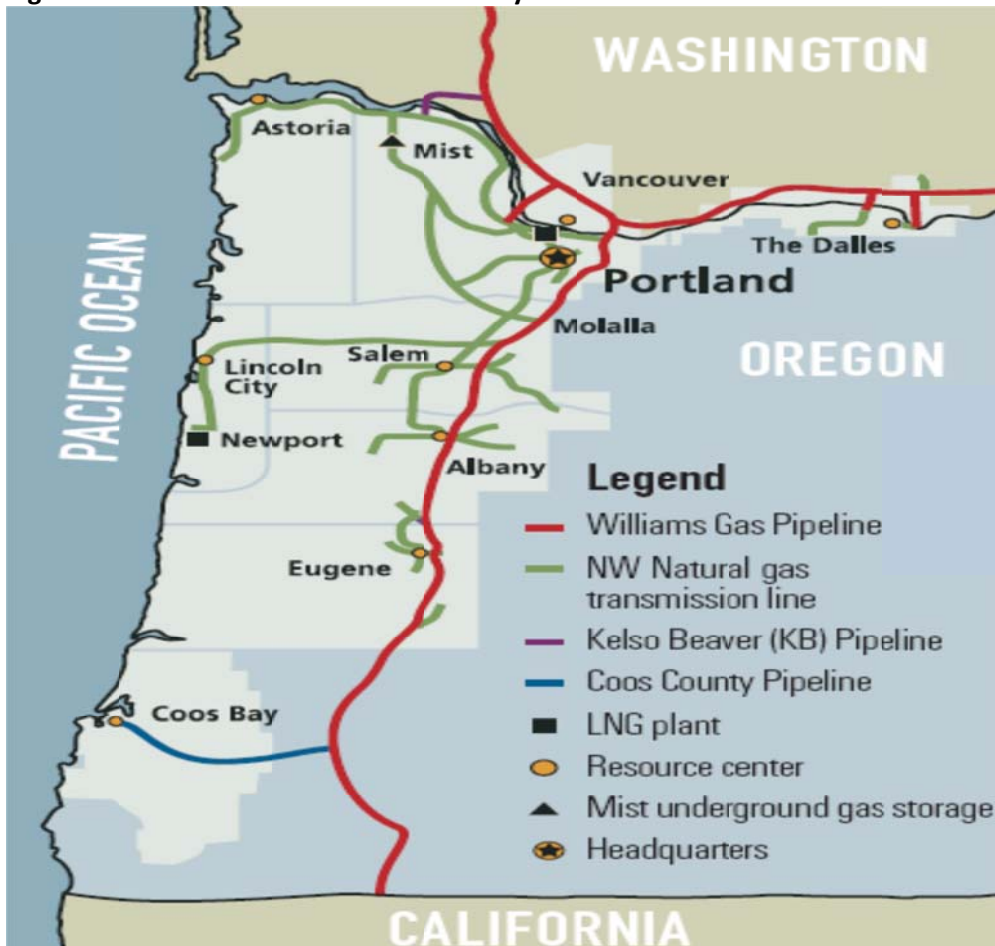 WASHINGTON
Astoria
Mist
Vancouver
The Dalles
Portland
Molalla
PACIFIC OCEAN
OREGON
Salem
Lincoln
City
Newport
Albany
Eugene
Coos Bay
Legend
Williams Gas Pipeline
NW Natural gas
transmission line
Kelso Beaver (KB) Pipeline
Coos County Pipeline
LNG plant
Resource center
Mist underground gas storage
Headquarters
CALIFORNIA